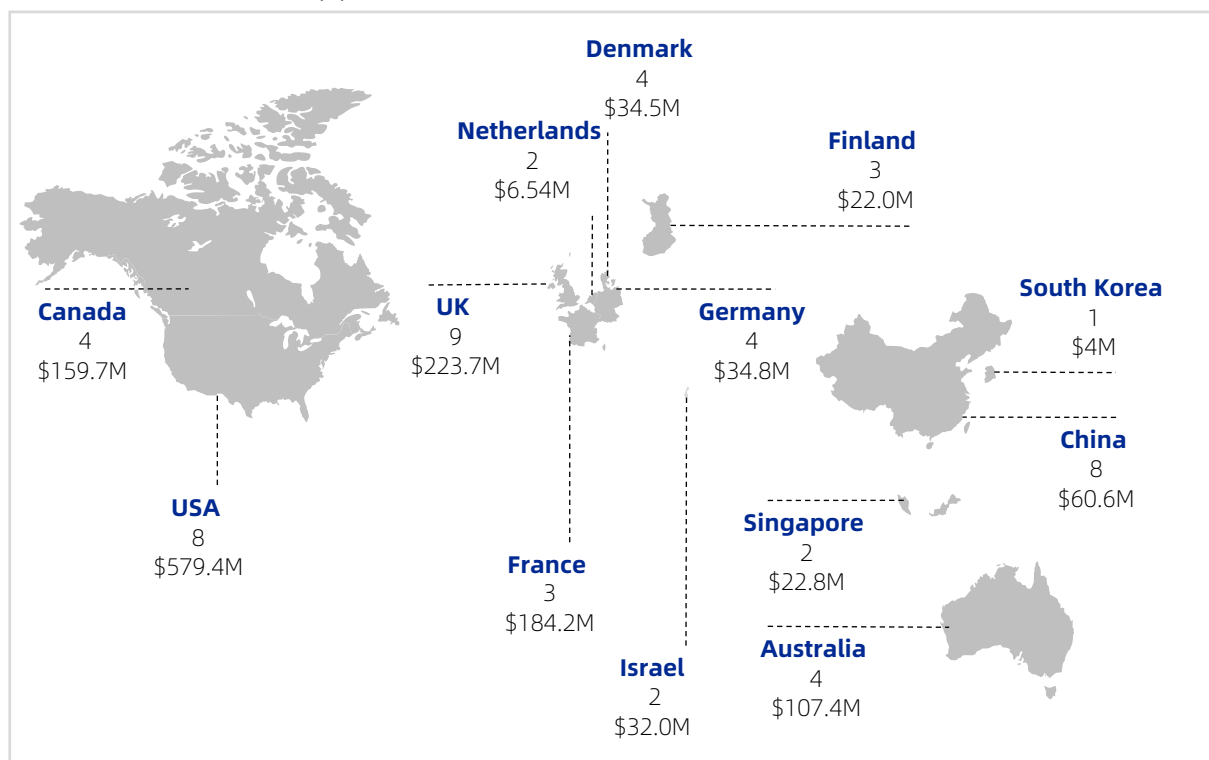 Denmark
4
$34.5M
Netherlands
2
$6.54M
Finland
3
$22.0M
Canada
4
$159.7M
UK
9
$223.7M
Germany
4
$34.8M
South Korea
1
$4M
China
8
$60.6M
USA
8
$579.4M
France
3
$184.2M
Singapore
2
$22.8M
Israel
2
$32.0M
Australia
4
$107.4M